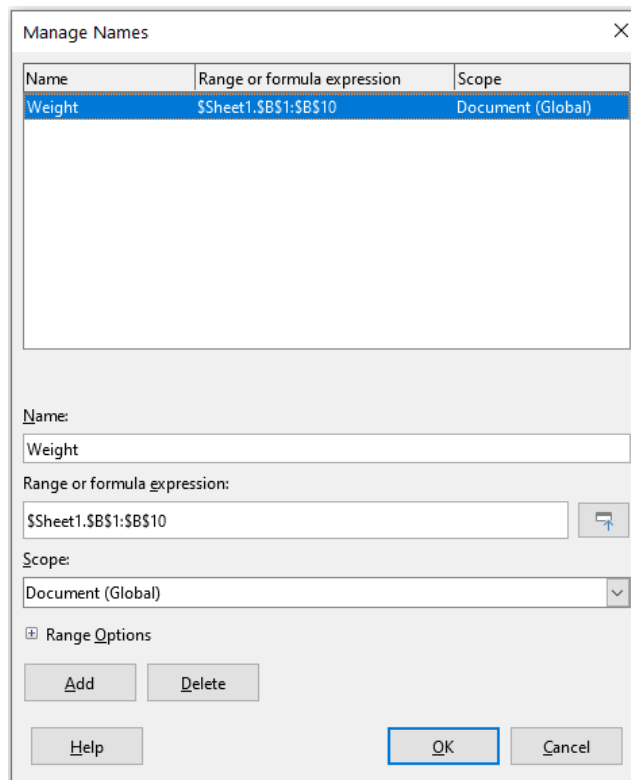 Manage Names
Name Range or formula expression Scope
Weight $Sheet1.$B$1:$B$10 Document (Global)
Name:
Weight
Range or formula expression:
$Sheet1.$B$1:$B$10
Scope:
Document (Global)
Range Options
Add Delete
Help OK Cancel